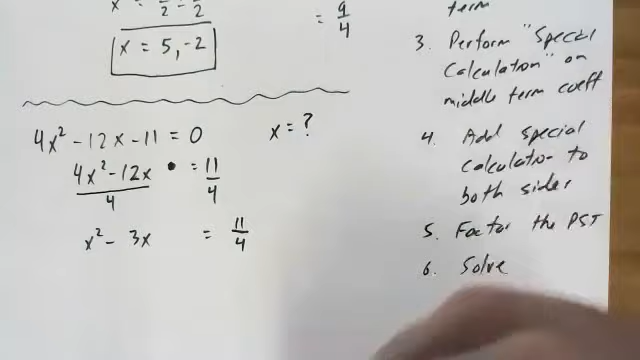 x = /2 = /2
x = 5, -2
= 9/4
4x² - 12x - 11 = 0
x = ?
4x² - 12x / 4 • = 11/4
x² - 3x = 11/4
term
3. Perform "Special
Calculation" on
middle term coeff
4. Add special
calculation to
both sides
5. Factor the PST
6. Solve